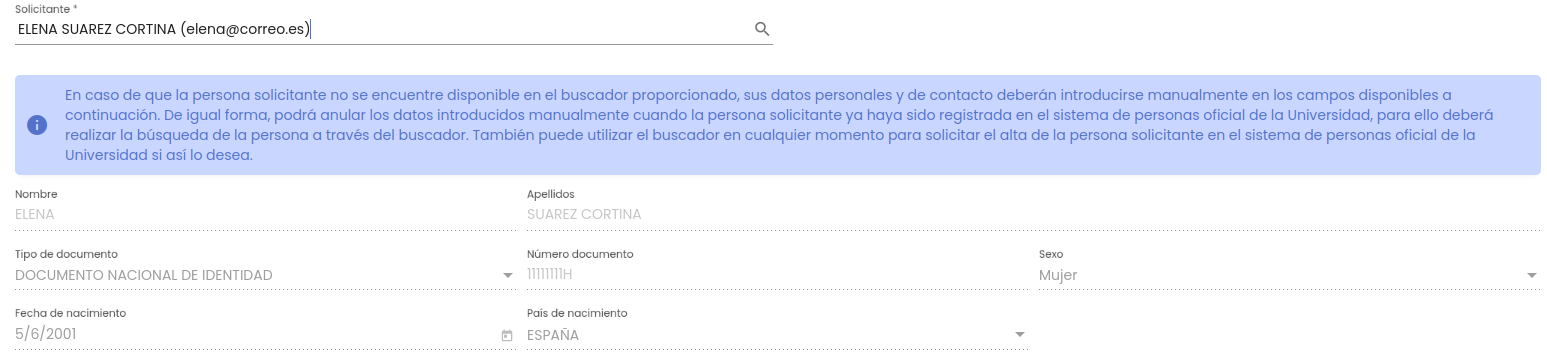 Solicitante *
ELENA SUAREZ CORTINA (elena@correo.es)
En caso de que la persona solicitante no se encuentre disponible en el buscador proporcionado, sus datos personales y de contacto deberán introducirse manualmente en los campos disponibles a
continuación. De igual forma, podrá anular los datos introducidos manualmente cuando la persona solicitante ya haya sido registrada en el sistema de personas oficial de la Universidad, para ello deberá
realizar la búsqueda de la persona a través del buscador. También puede utilizar el buscador en cualquier momento para solicitar el alta de la persona solicitante en el sistema de personas oficial de la
Universidad si así lo desea.
Nombre Apellidos
ELENA SUAREZ CORTINA
Tipo de documento Número documento Sexo
DOCUMENTO NACIONAL DE IDENTIDAD 11111111H Mujer
Fecha de nacimiento País de nacimiento
5/6/2001 ESPAÑA